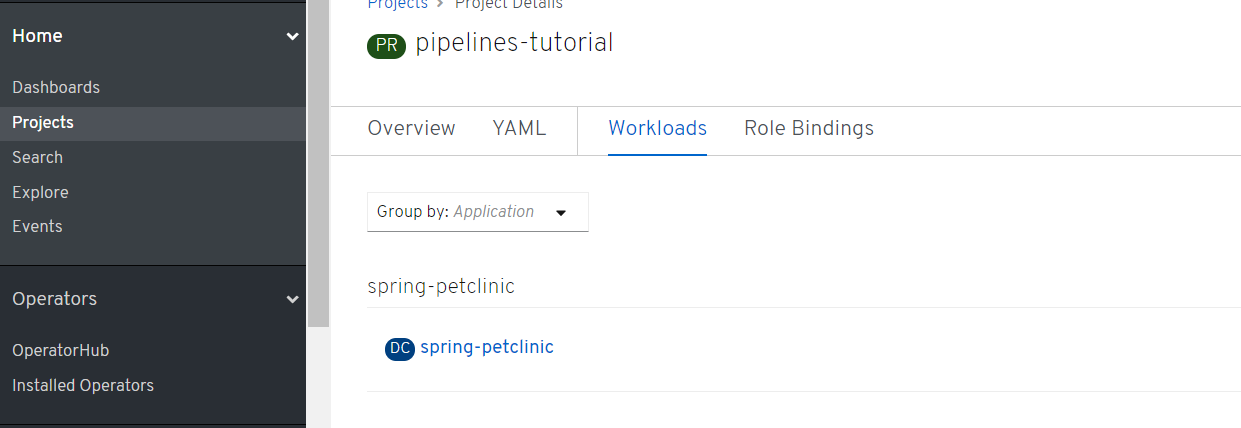 Home
Dashboards
Projects
Search
Explore
Events
Operators
OperatorHub
Installed Operators
Projects > Project Details
PR pipelines-tutorial
Overview YAML Workloads Role Bindings
Group by: Application
spring-petclinic
DC spring-petclinic